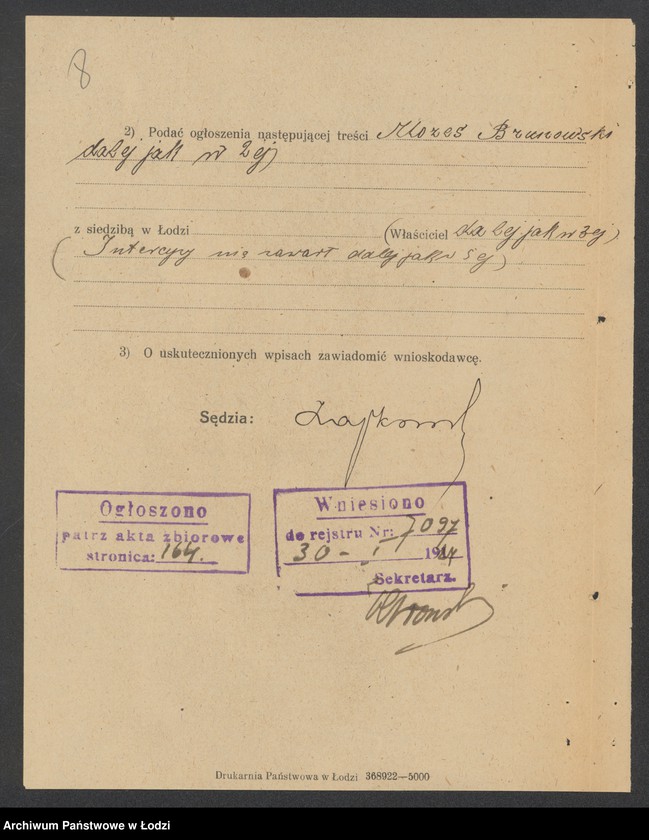 8
2) Podać ogłoszenia następującej treści Mozes Brunowski
dalej jak w 2ej)
z siedzibą w Łodzi (Właściciel dalej jak w 3ej)
(Intercyzy nie zawarł dalej jak w 5ej)
3) O uskutecznionych wpisach zawiadomić wnioskodawcę.
Sędzia:
Ogłoszono
patrz akta zbiorowe
stronica: 164.
Wniesiono
do rejstru Nr: 7097
30 - I 19
Sekretarz.
Drukarnia Państwowa w Łodzi 368922—5000
Archiwum Państwowe w Łodzi